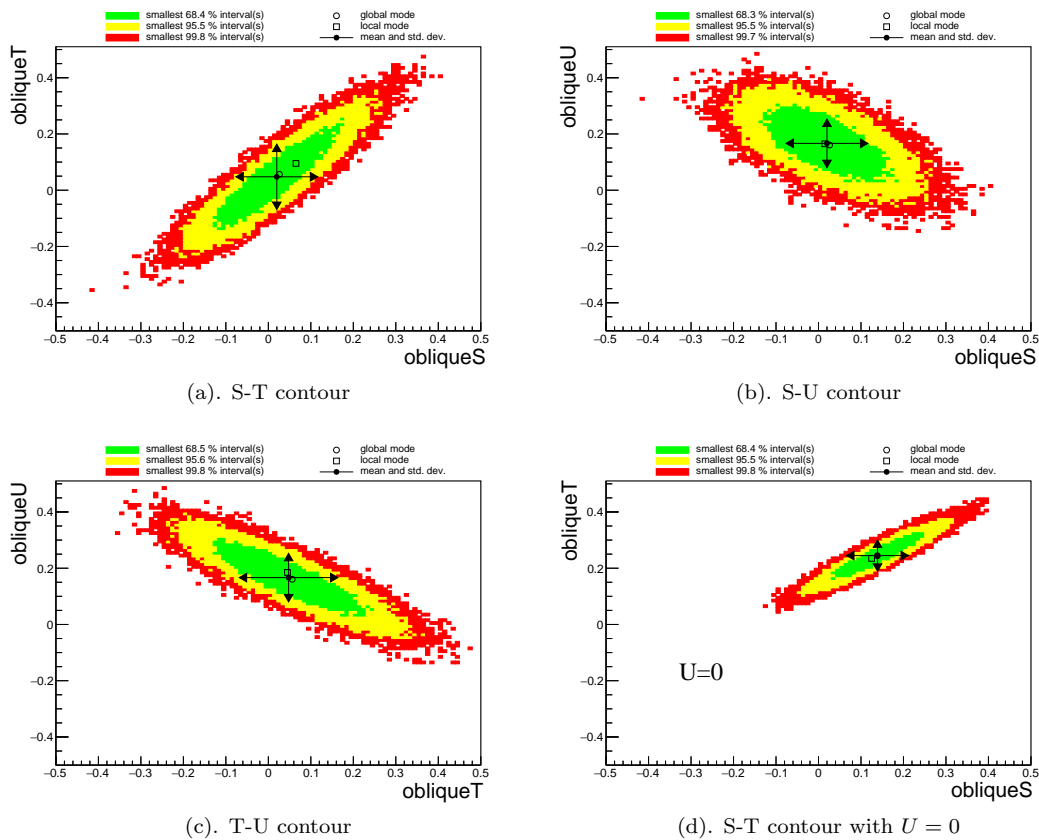 smallest 68.4 % interval(s) global mode
smallest 95.5 % interval(s) local mode
smallest 99.8 % interval(s) mean and std. dev.
obliqueT
0.4
0.2
0
−0.2
−0.4
−0.5 −0.4 −0.3 −0.2 −0.1 0 0.1 0.2 0.3 0.4 0.5
obliqueS
(a). S-T contour
smallest 68.3 % interval(s) global mode
smallest 95.5 % interval(s) local mode
smallest 99.7 % interval(s) mean and std. dev.
obliqueU
0.4
0.2
0
−0.2
−0.4
−0.5 −0.4 −0.3 −0.2 −0.1 0 0.1 0.2 0.3 0.4 0.5
obliqueS
(b). S-U contour
smallest 68.5 % interval(s) global mode
smallest 95.6 % interval(s) local mode
smallest 99.8 % interval(s) mean and std. dev.
obliqueU
0.4
0.2
0
−0.2
−0.4
−0.5 −0.4 −0.3 −0.2 −0.1 0 0.1 0.2 0.3 0.4 0.5
obliqueT
(c). T-U contour
smallest 68.4 % interval(s) global mode
smallest 95.5 % interval(s) local mode
smallest 99.8 % interval(s) mean and std. dev.
obliqueT
0.4
0.2
0
−0.2
−0.4
U=0
−0.5 −0.4 −0.3 −0.2 −0.1 0 0.1 0.2 0.3 0.4 0.5
obliqueS
(d). S-T contour with U = 0